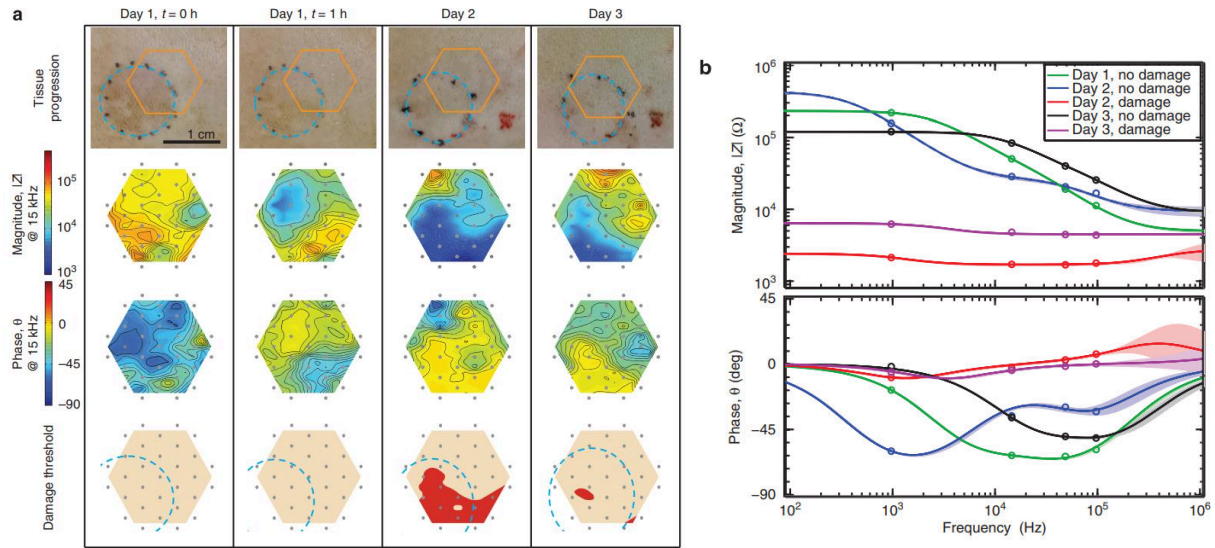 a
Day 1, t = 0 h
Day 1, t = 1 h
Day 2
Day 3
Tissue
progression
1 cm
Magnitude, |Z|
@ 15 kHz
10^5
10^4
10^3
Phase, θ
@ 15 kHz
45
0
−45
−90
Damage threshold
b
Magnitude, |Z| (Ω)
10^6
10^5
10^4
10^3
Day 1, no damage
Day 2, no damage
Day 2, damage
Day 3, no damage
Day 3, damage
Phase, θ (deg)
45
0
−45
−90
10^2
10^3
10^4
10^5
10^6
Frequency (Hz)